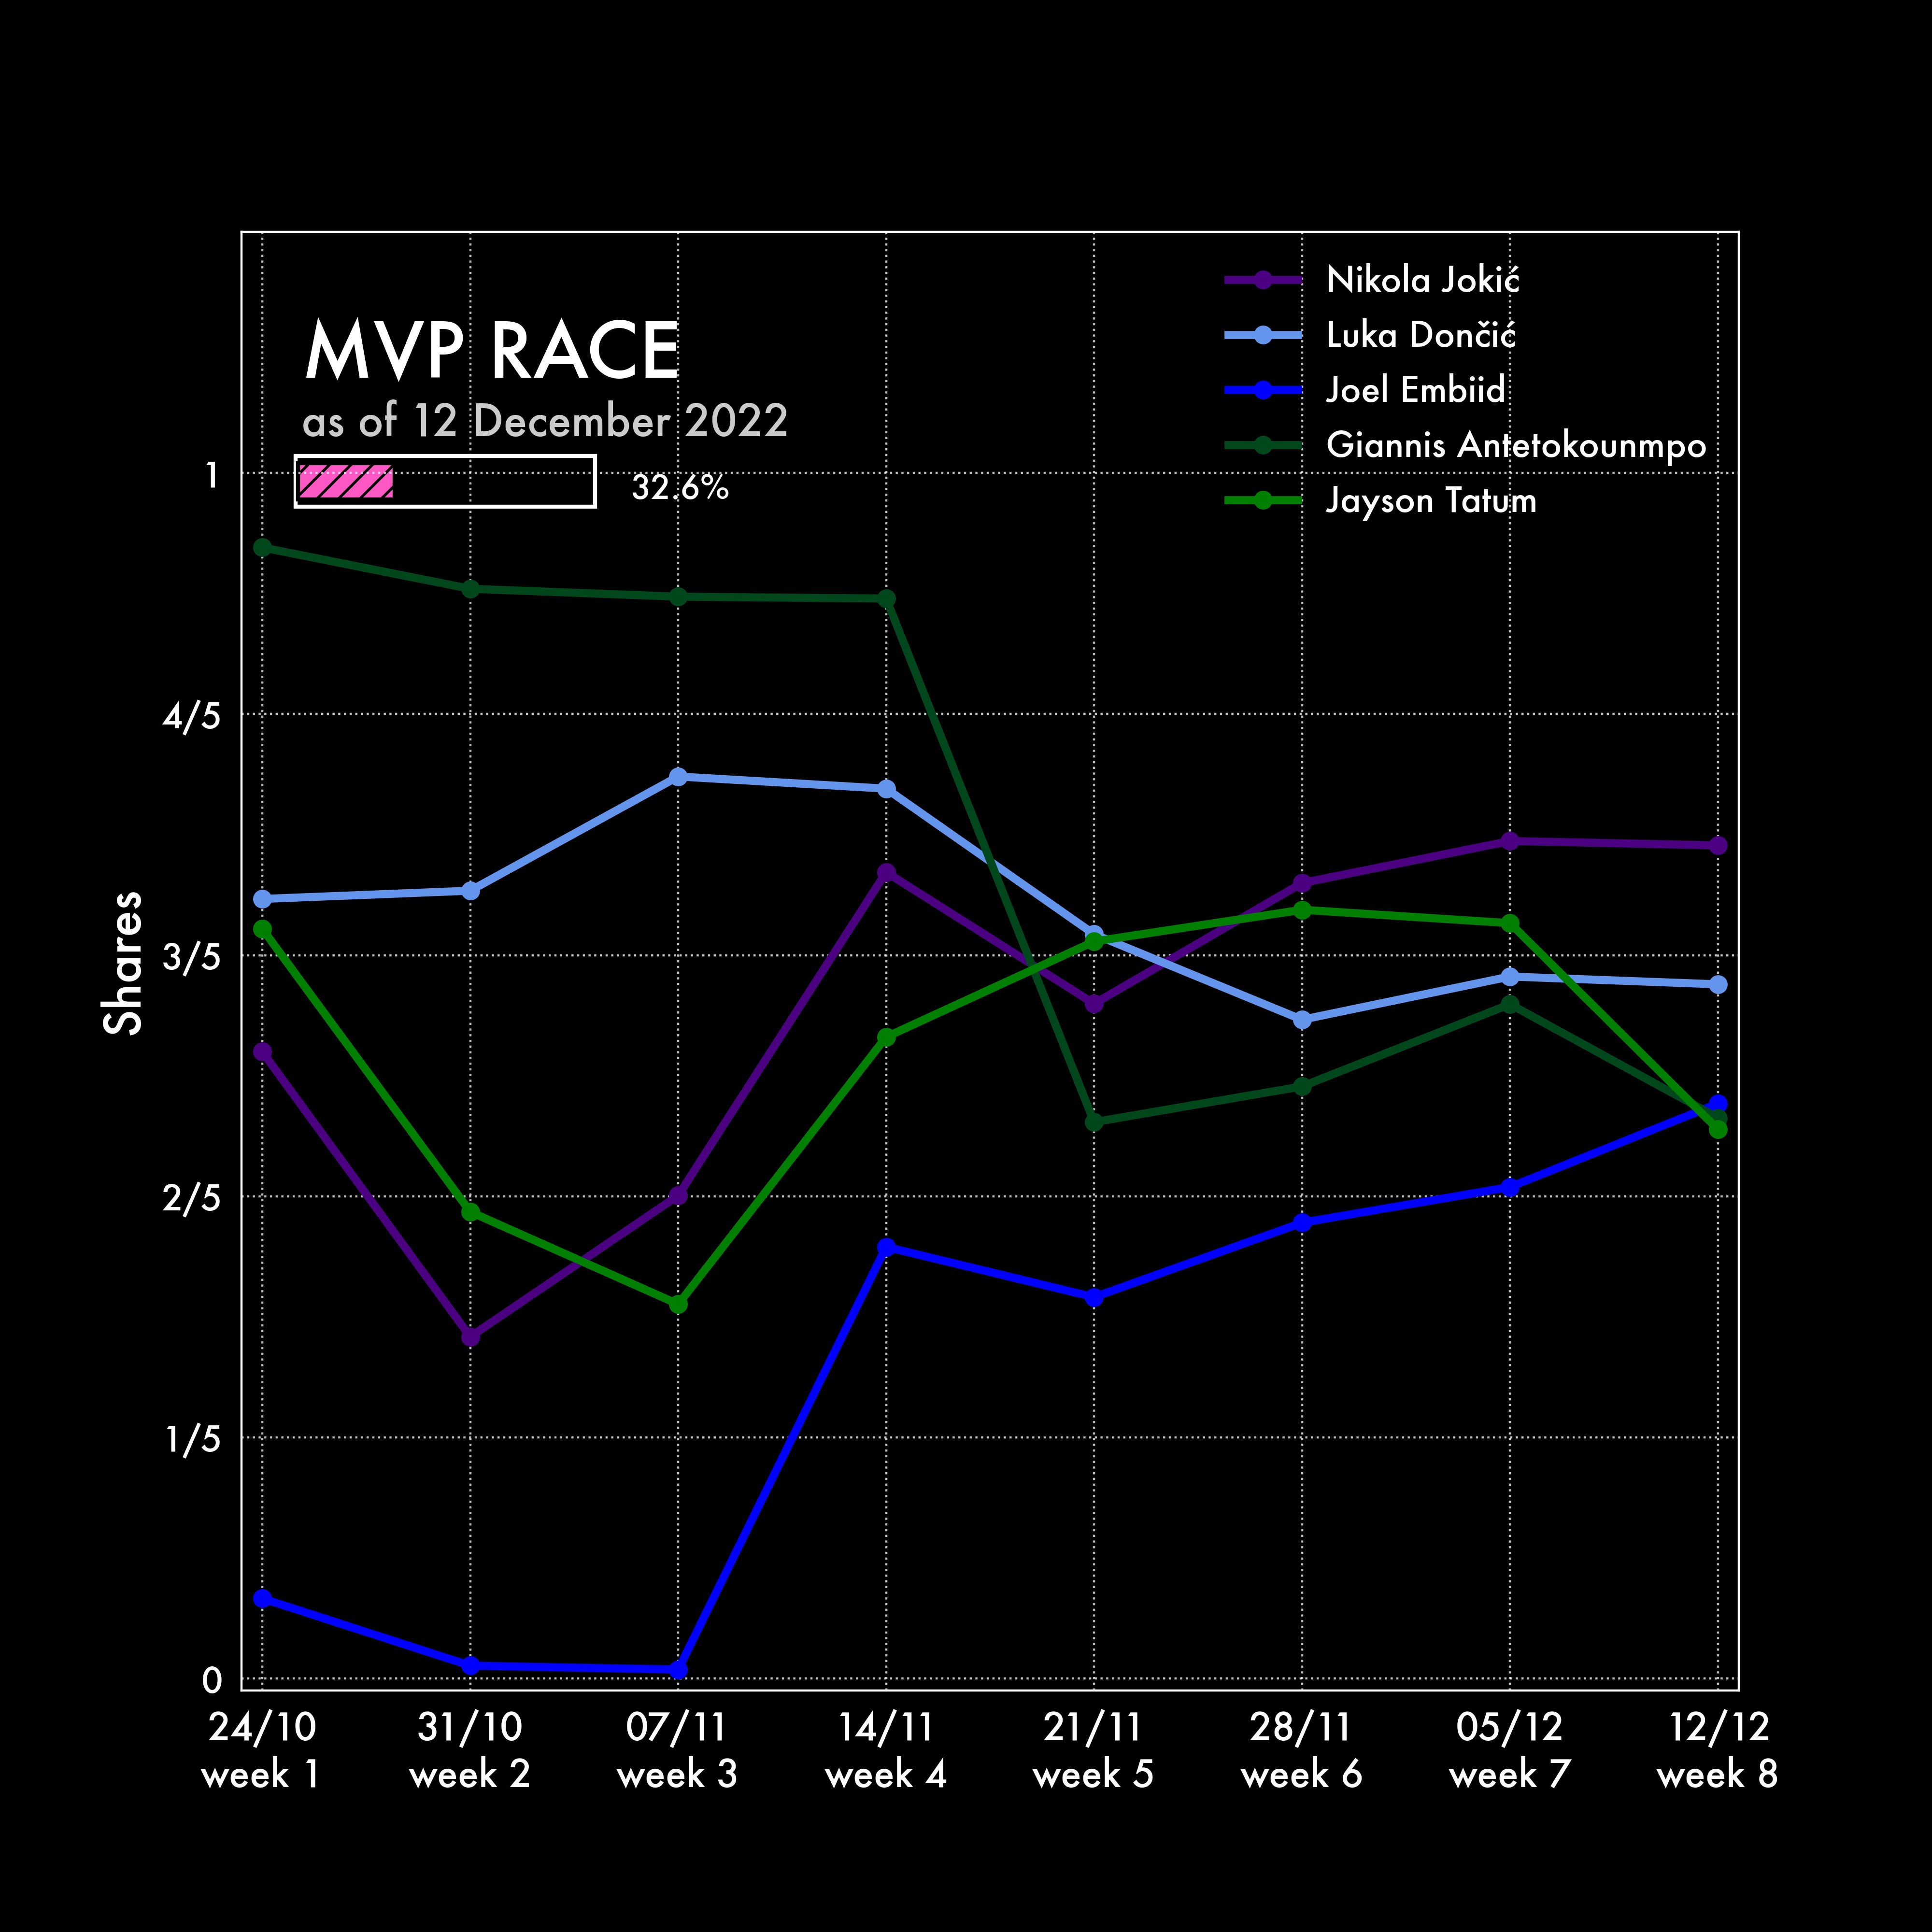 MVP RACE
as of 12 December 2022
32.6%
Nikola Jokić
Luka Dončić
Joel Embiid
Giannis Antetokounmpo
Jayson Tatum
Shares
1
4/5
3/5
2/5
1/5
0
24/10 31/10 07/11 14/11 21/11 28/11 05/12 12/12
week 1 week 2 week 3 week 4 week 5 week 6 week 7 week 8